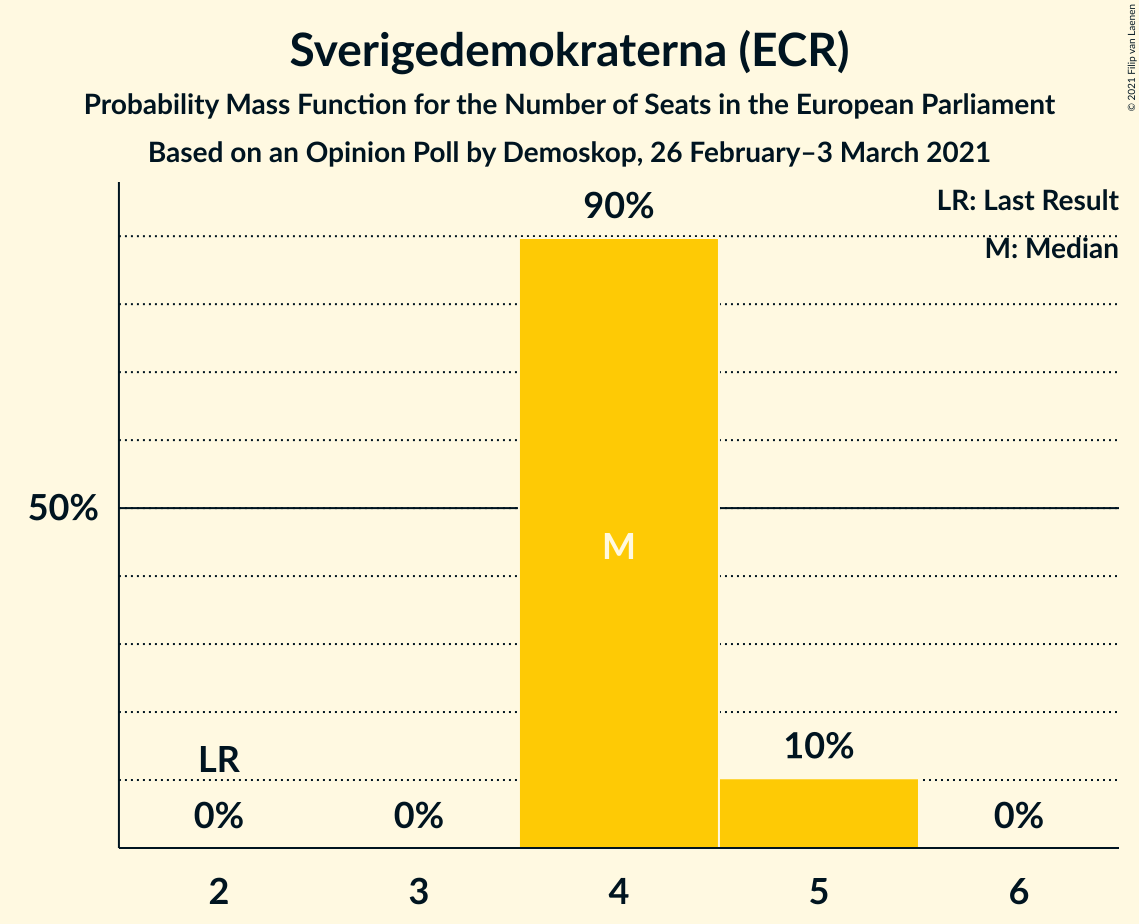 Sverigedemokraterna (ECR)
Probability Mass Function for the Number of Seats in the European Parliament
Based on an Opinion Poll by Demoskop, 26 February–3 March 2021
© 2021 Filip van Laenen
LR: Last Result
M: Median
90%
50%
M
LR
10%
0%
0%
0%
2
3
4
5
6